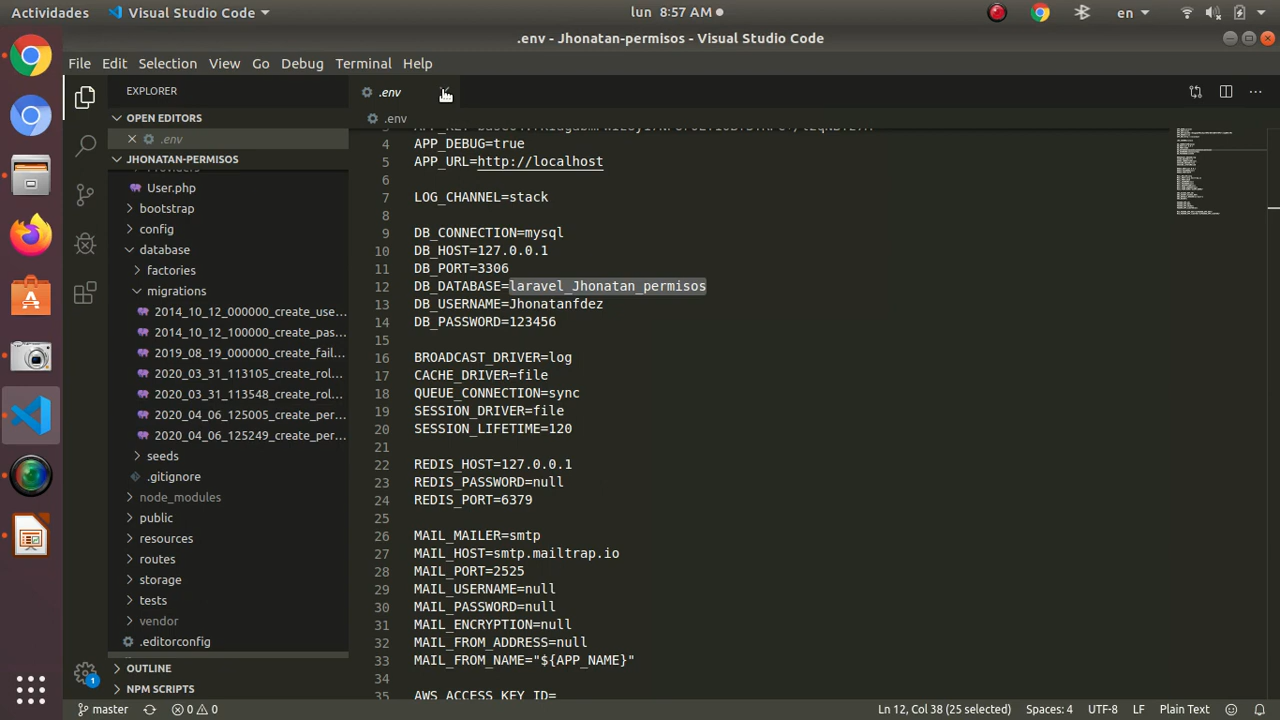 Actividades
Visual Studio Code
lun 8:57 AM
en
.env - Jhonatan-permisos - Visual Studio Code
File Edit Selection View Go Debug Terminal Help
EXPLORER
OPEN EDITORS
.env
JHONATAN-PERMISOS
Providers
User.php
bootstrap
config
database
factories
migrations
2014_10_12_000000_create_use...
2014_10_12_100000_create_pas...
2019_08_19_000000_create_fail...
2020_03_31_113105_create_rol...
2020_03_31_113548_create_rol...
2020_04_06_125005_create_per...
2020_04_06_125249_create_per...
seeds
.gitignore
node_modules
public
resources
routes
storage
tests
vendor
.editorconfig
OUTLINE
NPM SCRIPTS
.env
.env
4 APP_DEBUG=true
5 APP_URL=http://localhost
6
7 LOG_CHANNEL=stack
8
9 DB_CONNECTION=mysql
10 DB_HOST=127.0.0.1
11 DB_PORT=3306
12 DB_DATABASE=laravel_Jhonatan_permisos
13 DB_USERNAME=Jhonatanfdez
14 DB_PASSWORD=123456
15
16 BROADCAST_DRIVER=log
17 CACHE_DRIVER=file
18 QUEUE_CONNECTION=sync
19 SESSION_DRIVER=file
20 SESSION_LIFETIME=120
21
22 REDIS_HOST=127.0.0.1
23 REDIS_PASSWORD=null
24 REDIS_PORT=6379
25
26 MAIL_MAILER=smtp
27 MAIL_HOST=smtp.mailtrap.io
28 MAIL_PORT=2525
29 MAIL_USERNAME=null
30 MAIL_PASSWORD=null
31 MAIL_ENCRYPTION=null
32 MAIL_FROM_ADDRESS=null
33 MAIL_FROM_NAME="${APP_NAME}"
34
35 AWS_ACCESS_KEY_ID=
1
master
0 0
Ln 12, Col 38 (25 selected)
Spaces: 4
UTF-8
LF
Plain Text